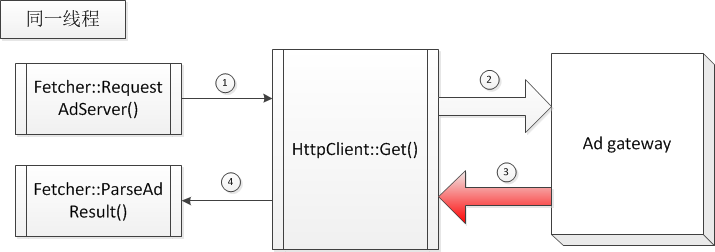 同一线程
Fetcher::Request
AdServer()
1
HttpClient::Get()
2
Ad gateway
3
Fetcher::ParseAd
Result()
4